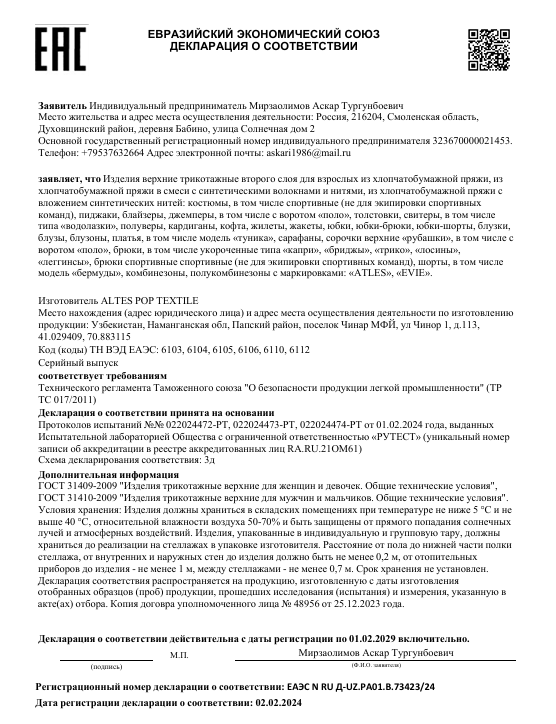 ЕАС
ЕВРАЗИЙСКИЙ ЭКОНОМИЧЕСКИЙ СОЮЗ
ДЕКЛАРАЦИЯ О СООТВЕТСТВИИ
Заявитель Индивидуальный предприниматель Мирзаолимов Аскар Тургунбоевич
Место жительства и адрес места осуществления деятельности: Россия, 216204, Смоленская область,
Духовщинский район, деревня Бабино, улица Солнечная дом 2
Основной государственный регистрационный номер индивидуального предпринимателя 323670000021453.
Телефон: +79537632664 Адрес электронной почты: askari1986@mail.ru
заявляет, что Изделия верхние трикотажные второго слоя для взрослых из хлопчатобумажной пряжи, из
хлопчатобумажной пряжи в смеси с синтетическими волокнами и нитями, из хлопчатобумажной пряжи с
вложением синтетических нитей: костюмы, в том числе спортивные (не для экипировки спортивных
команд), пиджаки, блайзеры, джемперы, в том числе с воротом «поло», толстовки, свитеры, в том числе
типа «водолазки», полуверы, кардиганы, кофта, жилеты, жакеты, юбки, юбки-брюки, юбки-шорты, блузки,
блузы, блузоны, платья, в том числе модель «туника», сарафаны, сорочки верхние «рубашки», в том числе с
воротом «поло», брюки, в том числе укороченные типа «капри», «бриджы», «трико», «лосины»,
«леггинсы», брюки спортивные спортивные (не для экипировки спортивных команд), шорты, в том числе
модель «бермуды», комбинезоны, полукомбинезоны с маркировками: «ATLES», «EVIE».
Изготовитель ALTES POP TEXTILE
Место нахождения (адрес юридического лица) и адрес места осуществления деятельности по изготовлению
продукции: Узбекистан, Наманганская обл, Папский район, поселок Чинар МФЙ, ул Чинор 1, д.113,
41.029409, 70.883115
Код (коды) ТН ВЭД ЕАЭС: 6103, 6104, 6105, 6106, 6110, 6112
Серийный выпуск
соответствует требованиям
Технического регламента Таможенного союза "О безопасности продукции легкой промышленности" (ТР
ТС 017/2011)
Декларация о соответствии принята на основании
Протоколов испытаний №№ 022024472-РТ, 022024473-РТ, 022024474-РТ от 01.02.2024 года, выданных
Испытательной лабораторией Общества с ограниченной ответственностью «РУТЕСТ» (уникальный номер
записи об аккредитации в реестре аккредитованных лиц RA.RU.21ОМ61)
Схема декларирования соответствия: 3д
Дополнительная информация
ГОСТ 31409-2009 "Изделия трикотажные верхние для женщин и девочек. Общие технические условия",
ГОСТ 31410-2009 "Изделия трикотажные верхние для мужчин и мальчиков. Общие технические условия".
Условия хранения: Изделия должны храниться в складских помещениях при температуре не ниже 5 °С и не
выше 40 °С, относительной влажности воздуха 50-70% и быть защищены от прямого попадания солнечных
лучей и атмосферных воздействий. Изделия, упакованные в индивидуальную и групповую тару, должны
храниться до реализации на стеллажах в упаковке изготовителя. Расстояние от пола до нижней части полки
стеллажа, от внутренних и наружных стен до изделия должно быть не менее 0,2 м, от отопительных
приборов до изделия - не менее 1 м, между стеллажами - не менее 0,7 м. Срок хранения не установлен.
Декларация соответствия распространяется на продукцию, изготовленную с даты изготовления
отобранных образцов (проб) продукции, прошедших исследования (испытания) и измерения, указанную в
акте(ах) отбора. Копия договра уполномоченного лица № 48956 от 25.12.2023 года.
Декларация о соответствии действительна с даты регистрации по 01.02.2029 включительно.
М.П.
Мирзаолимов Аскар Тургунбоевич
(подпись)
(Ф.И.О. заявителя)
Регистрационный номер декларации о соответствии: ЕАЭС N RU Д-UZ.РА01.В.73423/24
Дата регистрации декларации о соответствии: 02.02.2024